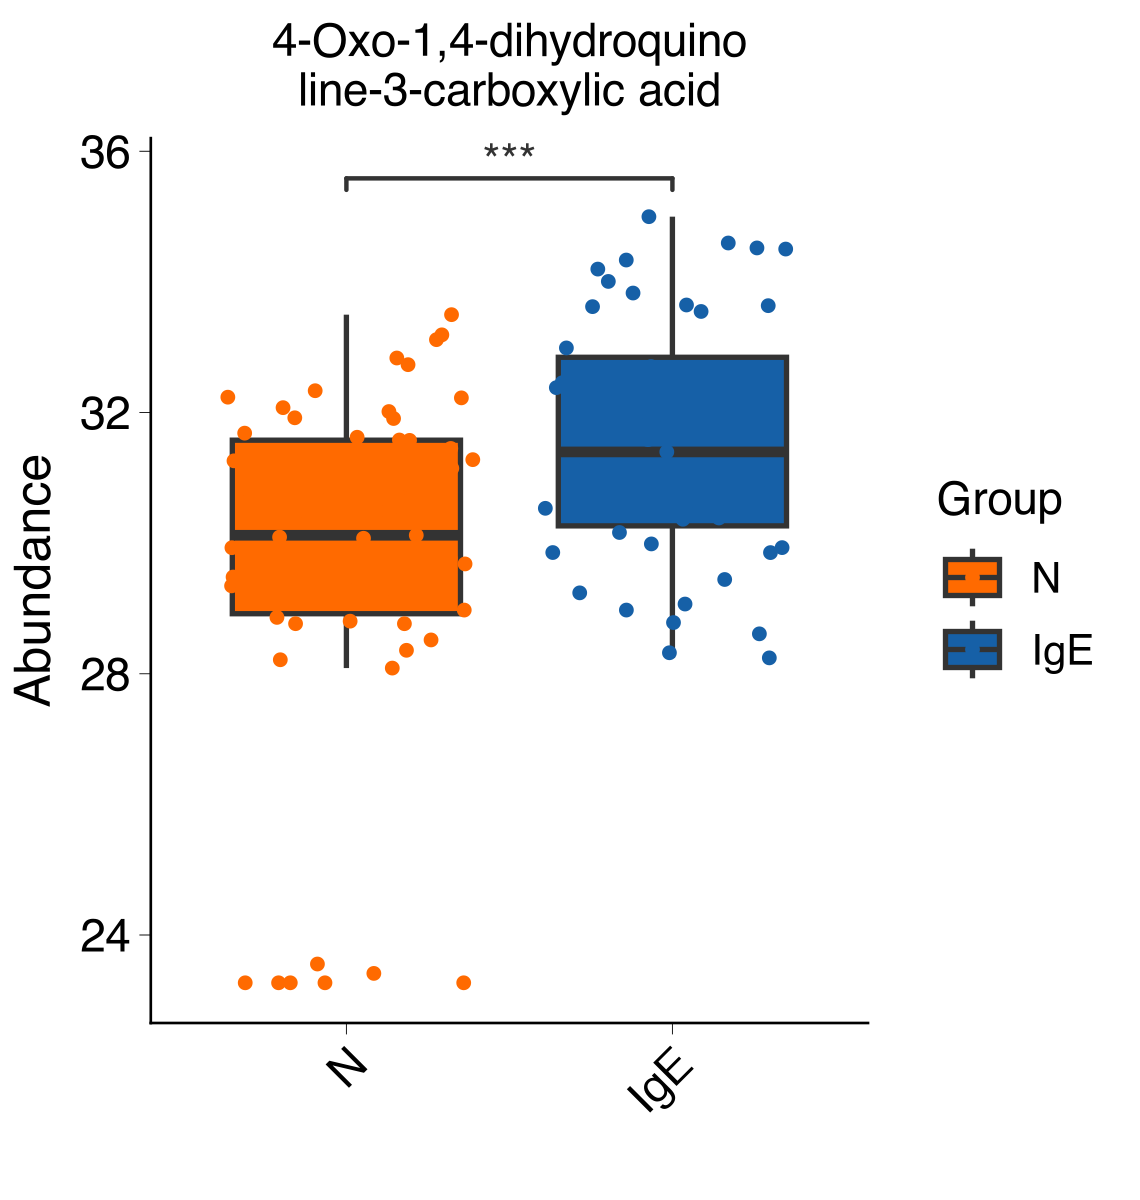 4-Oxo-1,4-dihydroquino
line-3-carboxylic acid
***
36
32
28
24
Abundance
N
IgE
Group
N
IgE